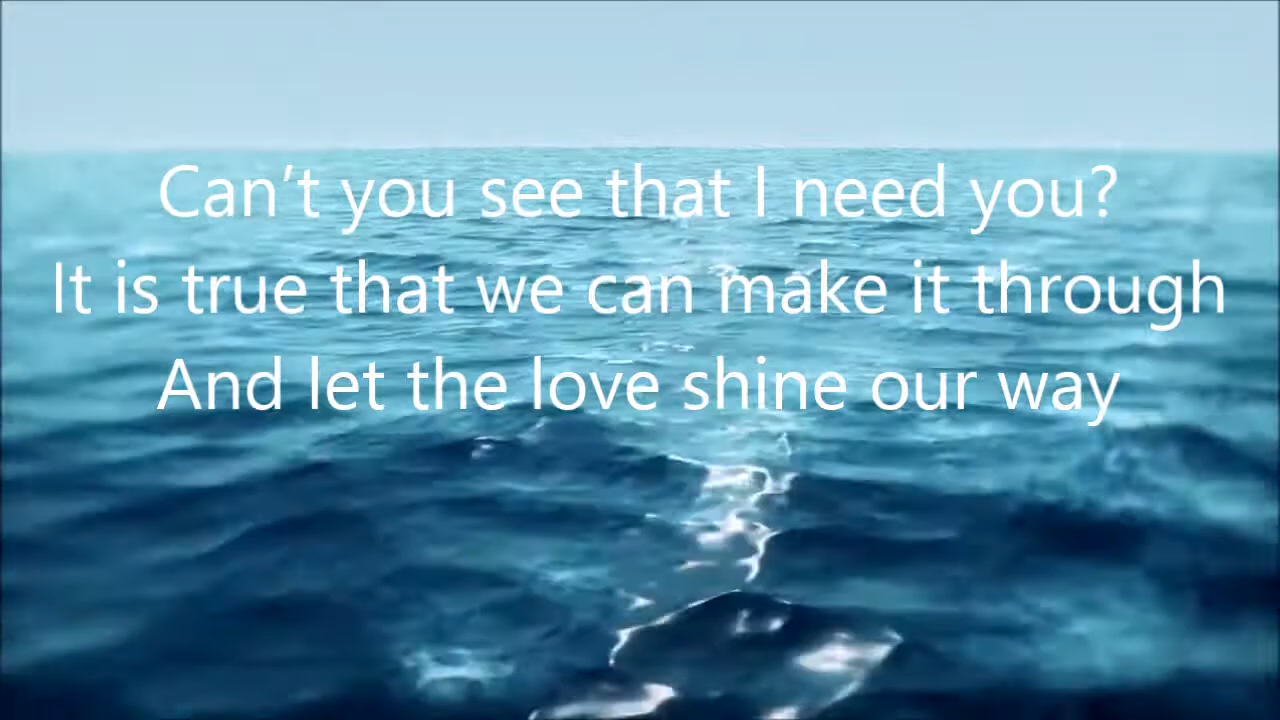 Can’t you see that I need you?
It is true that we can make it through
And let the love shine our way